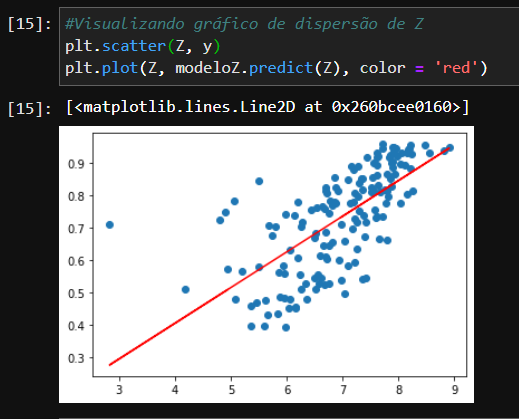 [15]: #Visualizando gráfico de dispersão de Z
plt.scatter(Z, y)
plt.plot(Z, modeloZ.predict(Z), color = 'red')
[15]: [<matplotlib.lines.Line2D at 0x260bcee0160>]
0.9
0.8
0.7
0.6
0.5
0.4
0.3
3 4 5 6 7 8 9